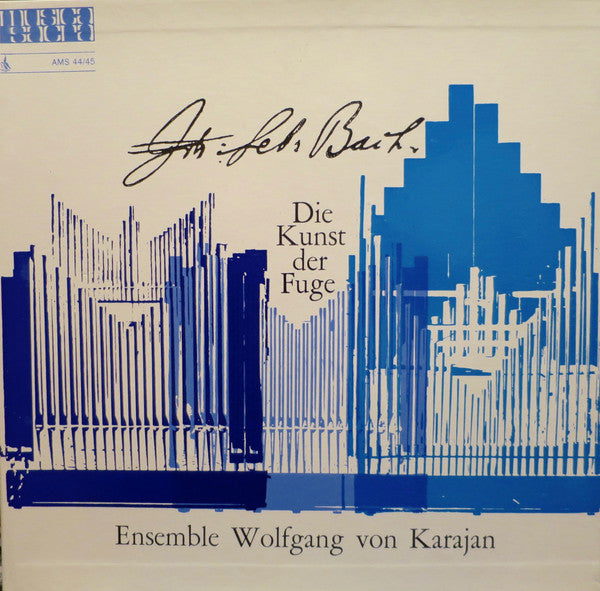 musica
sacra
AMS 44/45
Joh: Seb: Bach.
Die
Kunst
der
Fuge
Ensemble Wolfgang von Karajan